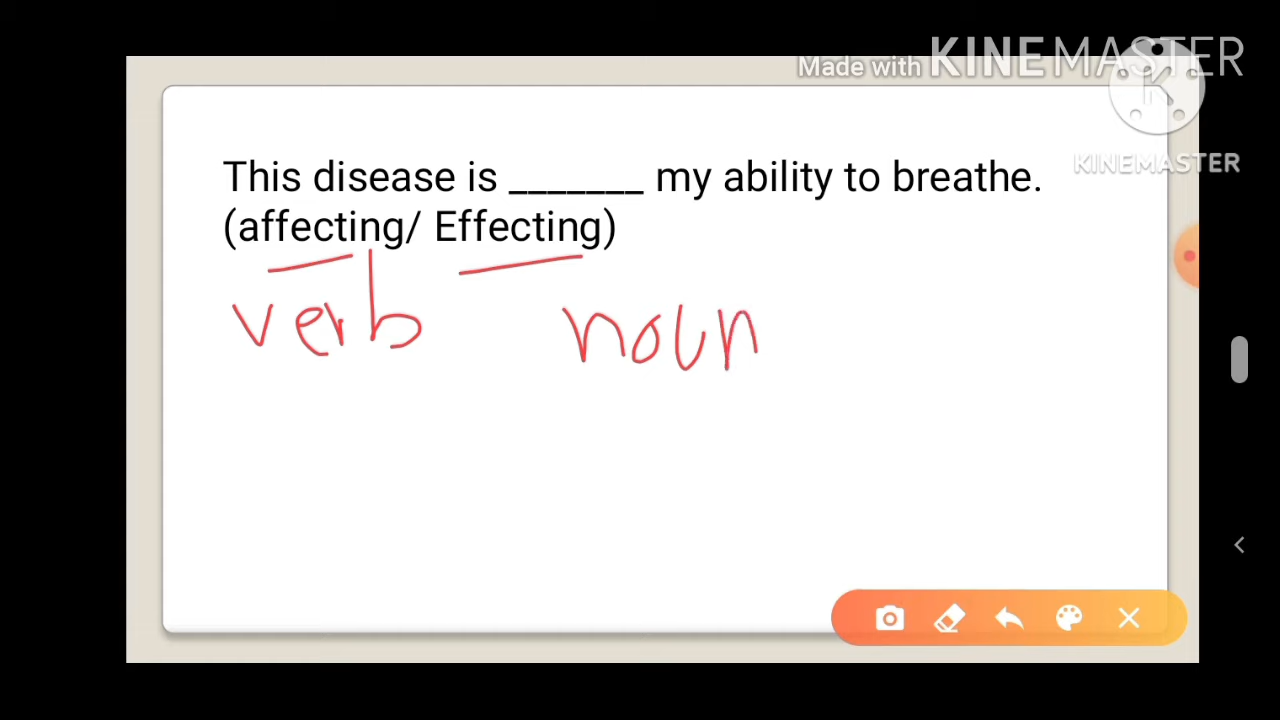 Made with KINEMASTER
KINEMASTER
This disease is _______ my ability to breathe.
(affecting/ Effecting)
verb noun